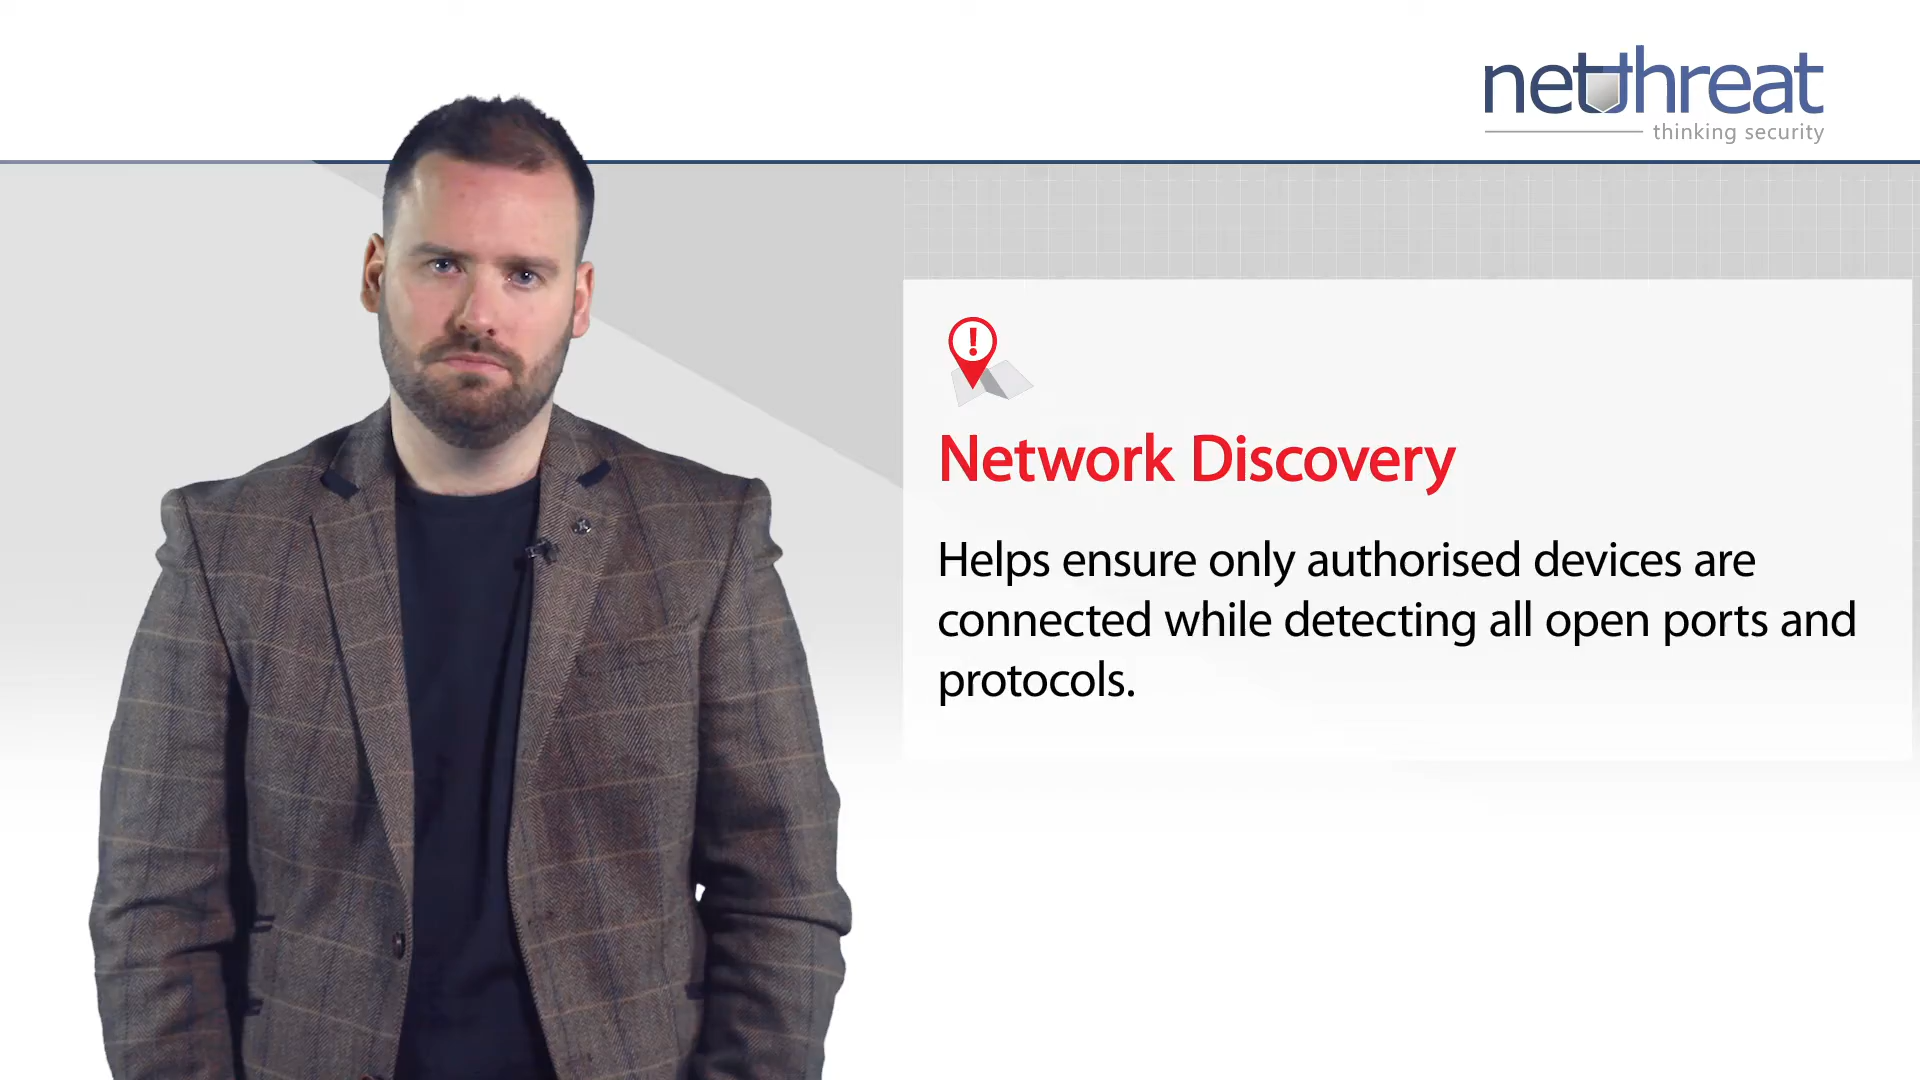 netthreat
thinking security
!
Network Discovery
Helps ensure only authorised devices are
connected while detecting all open ports and
protocols.